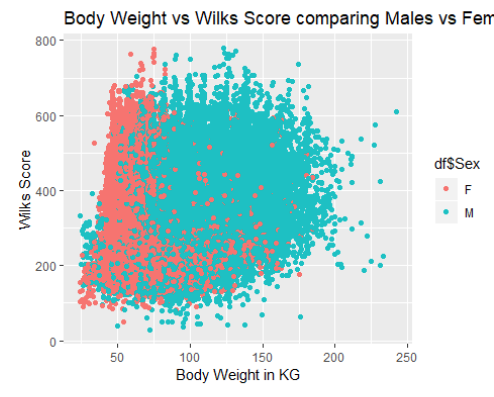 Body Weight vs Wilks Score comparing Males vs Fem
800
600
400
200
0
Wilks Score
50 100 150 200 250
Body Weight in KG
df$Sex
F
M